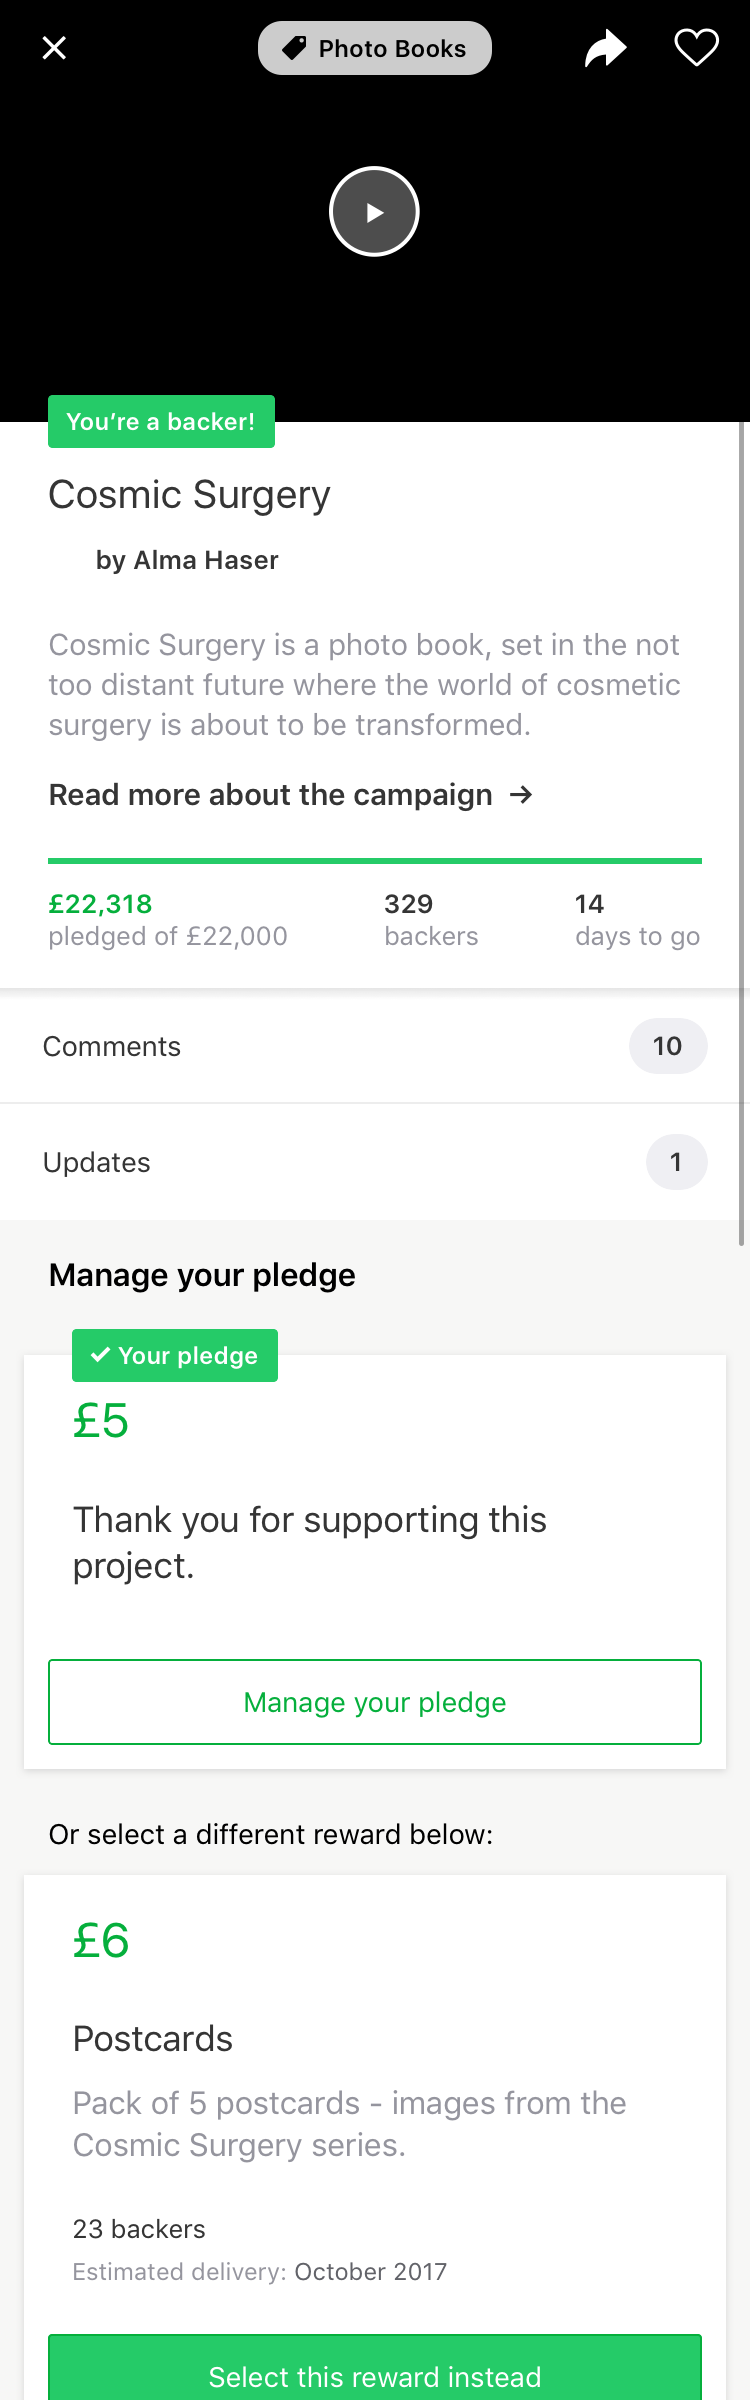 Photo Books
You’re a backer!
Cosmic Surgery
by Alma Haser
Cosmic Surgery is a photo book, set in the not
too distant future where the world of cosmetic
surgery is about to be transformed.
Read more about the campaign →
£22,318
pledged of £22,000
329
backers
14
days to go
Comments
10
Updates
1
Manage your pledge
Your pledge
£5
Thank you for supporting this
project.
Manage your pledge
Or select a different reward below:
£6
Postcards
Pack of 5 postcards - images from the
Cosmic Surgery series.
23 backers
Estimated delivery: October 2017
Select this reward instead